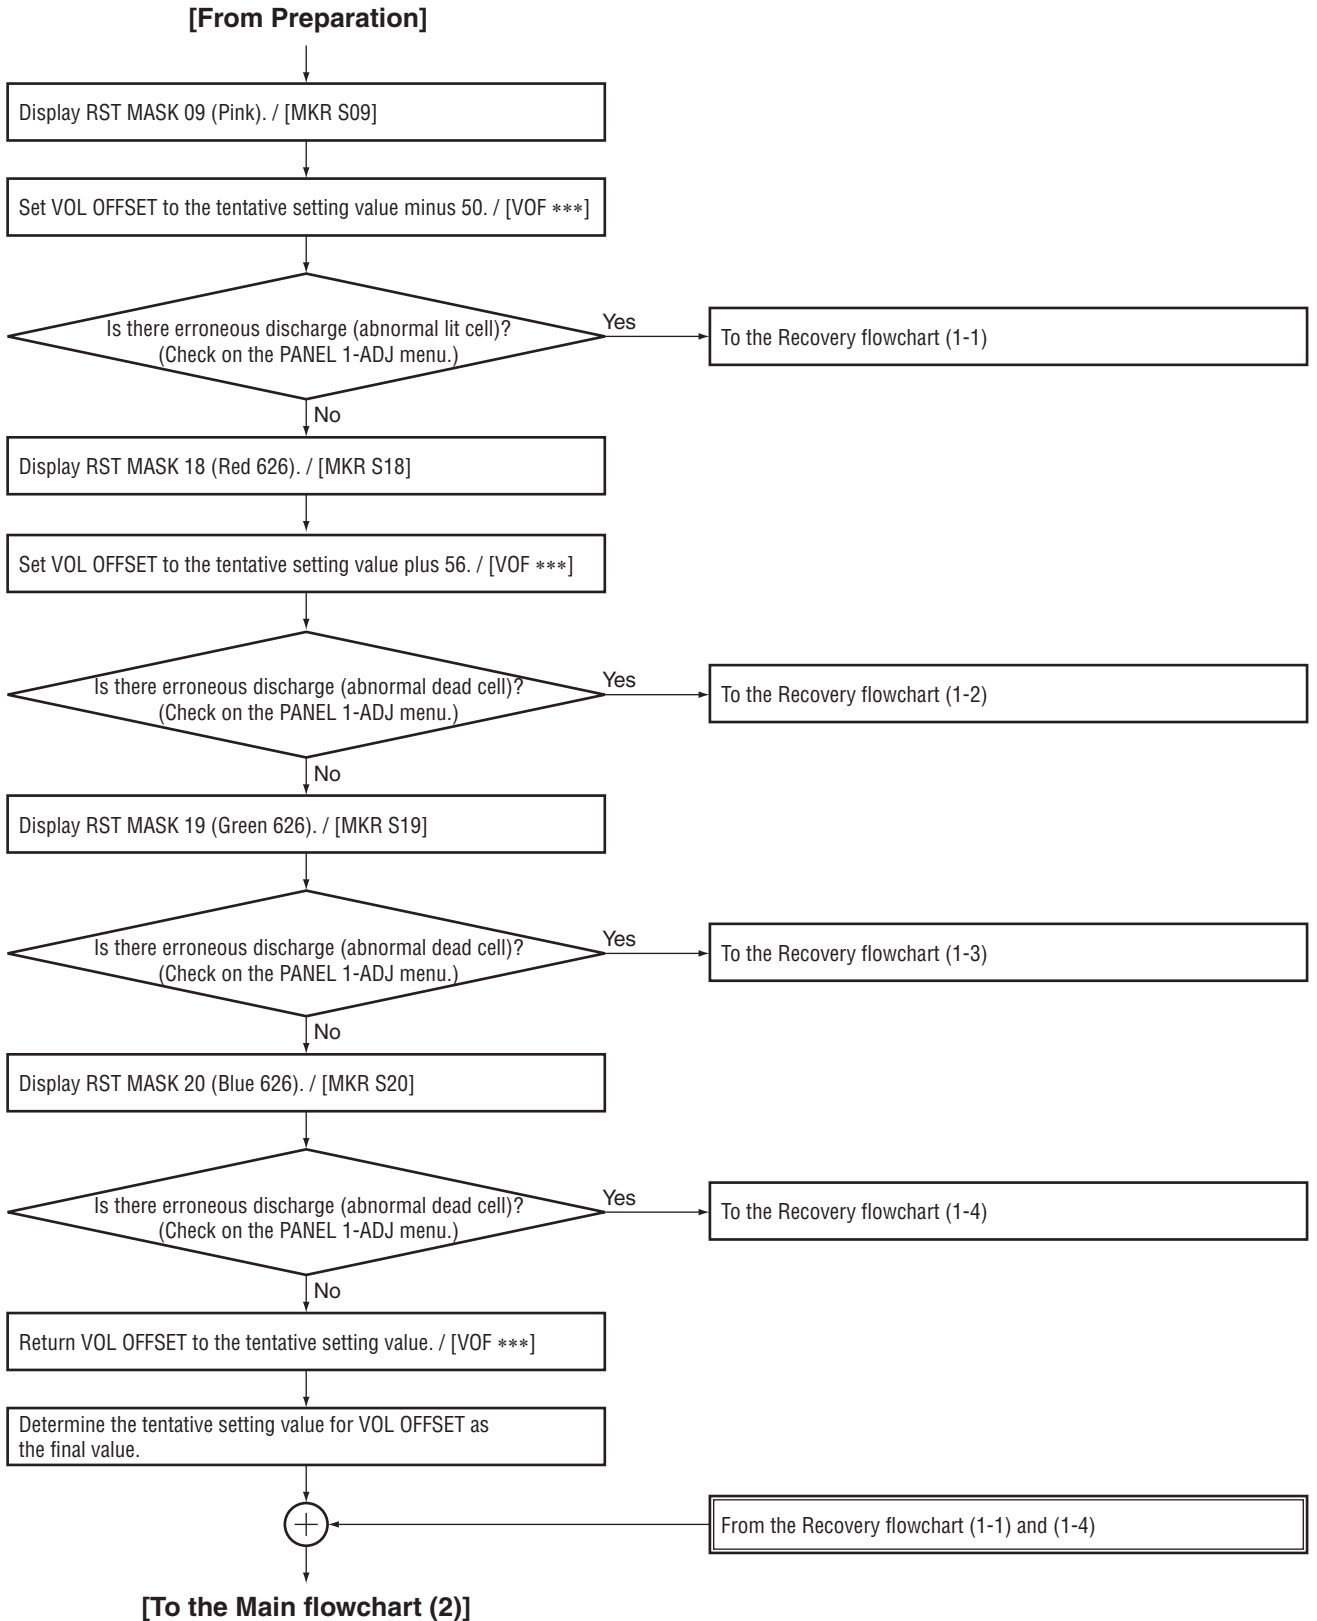 [From Preparation]
Display RST MASK 09 (Pink). / [MKR S09]
Set VOL OFFSET to the tentative setting value minus 50. / [VOF ***]
Is there erroneous discharge (abnormal lit cell)?
(Check on the PANEL 1-ADJ menu.)
Yes
To the Recovery flowchart (1-1)
No
Display RST MASK 18 (Red 626). / [MKR S18]
Set VOL OFFSET to the tentative setting value plus 56. / [VOF ***]
Is there erroneous discharge (abnormal dead cell)?
(Check on the PANEL 1-ADJ menu.)
Yes
To the Recovery flowchart (1-2)
No
Display RST MASK 19 (Green 626). / [MKR S19]
Is there erroneous discharge (abnormal dead cell)?
(Check on the PANEL 1-ADJ menu.)
Yes
To the Recovery flowchart (1-3)
No
Display RST MASK 20 (Blue 626). / [MKR S20]
Is there erroneous discharge (abnormal dead cell)?
(Check on the PANEL 1-ADJ menu.)
Yes
To the Recovery flowchart (1-4)
No
Return VOL OFFSET to the tentative setting value. / [VOF ***]
Determine the tentative setting value for VOL OFFSET as
the final value.
From the Recovery flowchart (1-1) and (1-4)
[To the Main flowchart (2)]